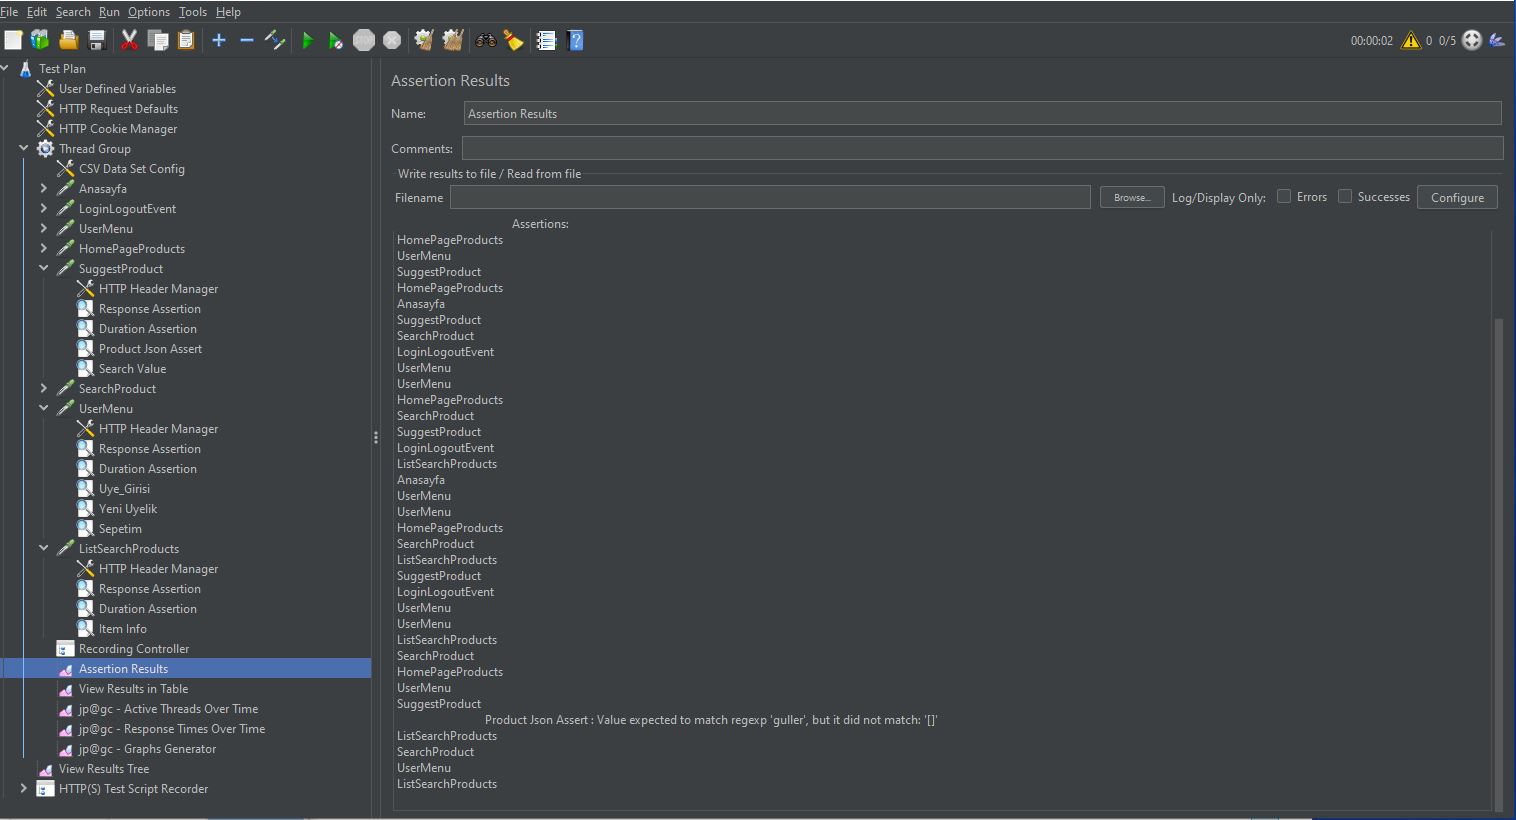 File Edit Search Run Options Tools Help
STOP 00:00:02 0 0/5
Test Plan
User Defined Variables
HTTP Request Defaults
HTTP Cookie Manager
Thread Group
CSV Data Set Config
Anasayfa
LoginLogoutEvent
UserMenu
HomePageProducts
SuggestProduct
HTTP Header Manager
Response Assertion
Duration Assertion
Product Json Assert
Search Value
SearchProduct
UserMenu
HTTP Header Manager
Response Assertion
Duration Assertion
Uye_Girisi
Yeni Uyelik
Sepetim
ListSearchProducts
HTTP Header Manager
Response Assertion
Duration Assertion
Item Info
Recording Controller
Assertion Results
View Results in Table
jp@gc - Active Threads Over Time
jp@gc - Response Times Over Time
jp@gc - Graphs Generator
View Results Tree
HTTP(S) Test Script Recorder
Assertion Results
Name: Assertion Results
Comments:
Write results to file / Read from file
Filename Browse... Log/Display Only: Errors Successes Configure
Assertions:
HomePageProducts
UserMenu
SuggestProduct
HomePageProducts
Anasayfa
SuggestProduct
SearchProduct
LoginLogoutEvent
UserMenu
UserMenu
HomePageProducts
SearchProduct
SuggestProduct
LoginLogoutEvent
ListSearchProducts
Anasayfa
UserMenu
UserMenu
HomePageProducts
SearchProduct
ListSearchProducts
SuggestProduct
LoginLogoutEvent
UserMenu
UserMenu
ListSearchProducts
SearchProduct
HomePageProducts
UserMenu
SuggestProduct
Product Json Assert : Value expected to match regexp 'guller', but it did not match: '[]'
ListSearchProducts
SearchProduct
UserMenu
ListSearchProducts